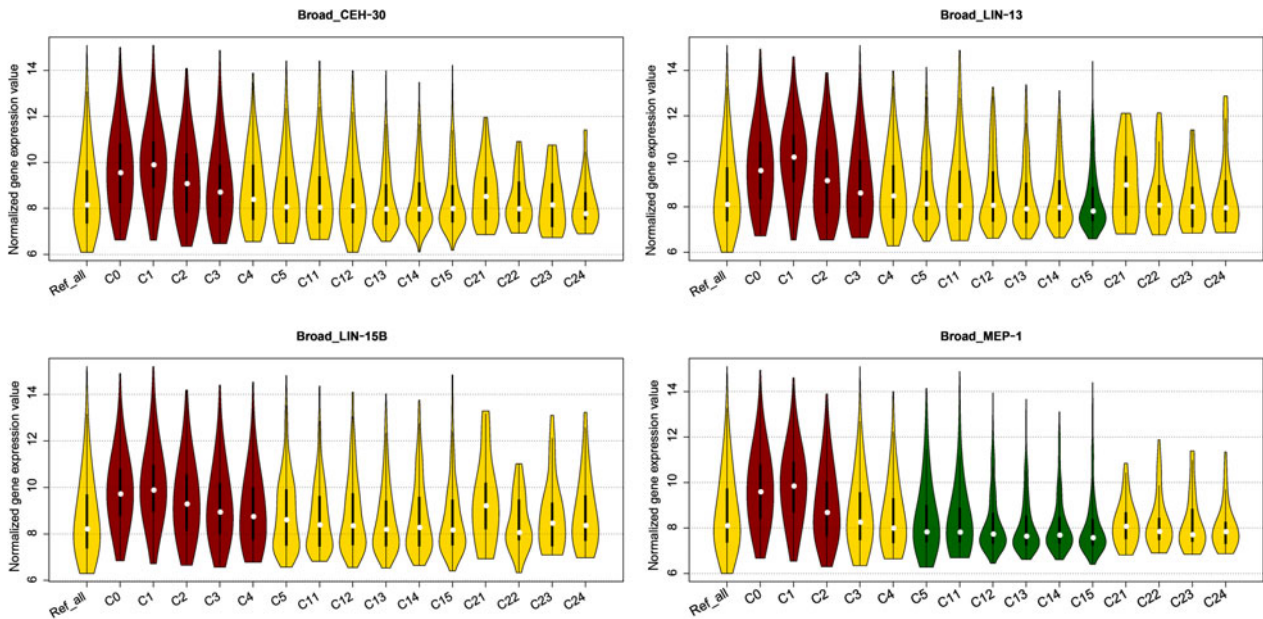 Broad_CEH-30
Normalized gene expression value
14
12
10
8
6
Ref_all C0 C1 C2 C3 C4 C5 C11 C12 C13 C14 C15 C21 C22 C23 C24
Broad_LIN-13
Normalized gene expression value
14
12
10
8
6
Ref_all C0 C1 C2 C3 C4 C5 C11 C12 C13 C14 C15 C21 C22 C23 C24
Broad_LIN-15B
Normalized gene expression value
14
12
10
8
6
Ref_all C0 C1 C2 C3 C4 C5 C11 C12 C13 C14 C15 C21 C22 C23 C24
Broad_MEP-1
Normalized gene expression value
14
12
10
8
6
Ref_all C0 C1 C2 C3 C4 C5 C11 C12 C13 C14 C15 C21 C22 C23 C24